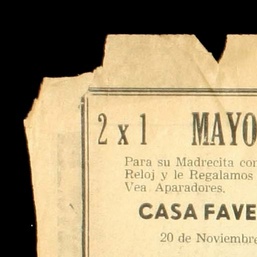 2 x 1 MAYO
Para su Madrecita con
Reloj y le Regalamos
Vea Aparadores.
CASA FAVE
20 de Noviembre